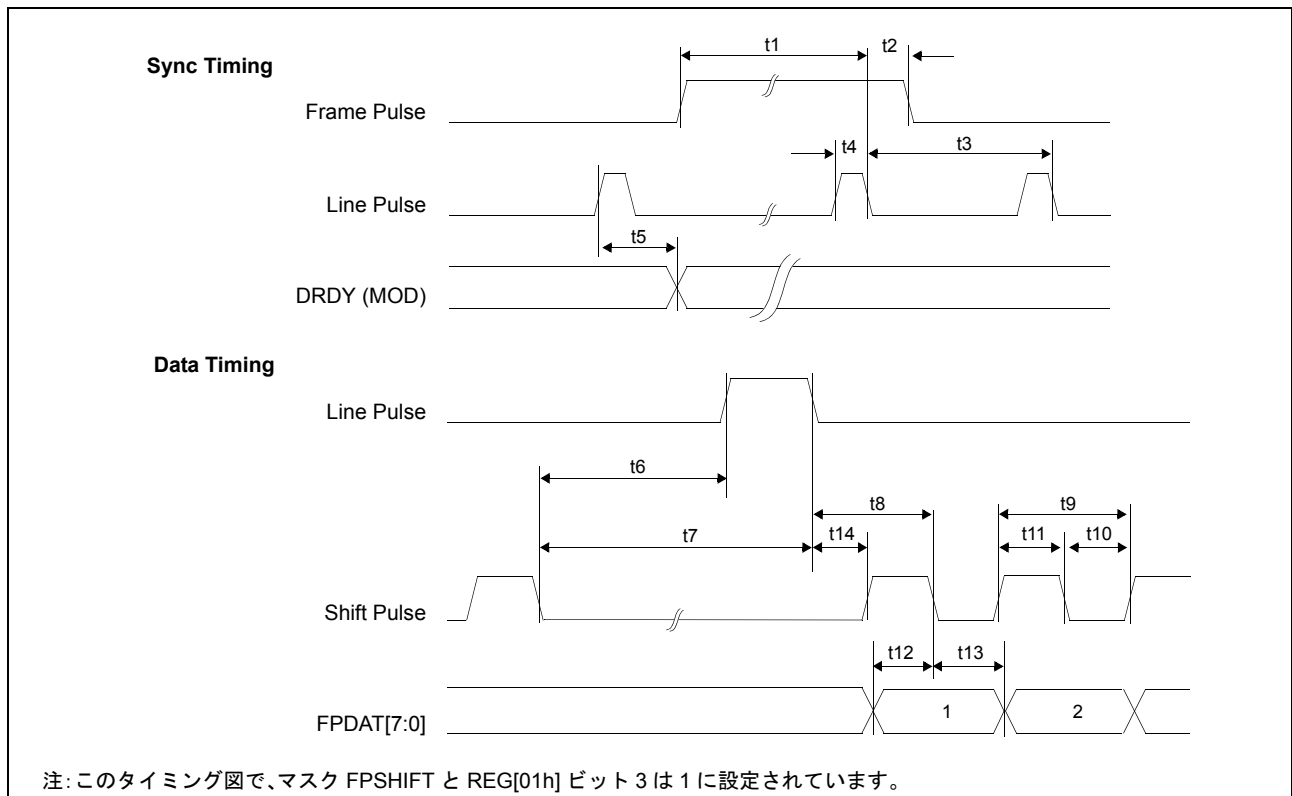 Sync Timing
t1
t2
Frame Pulse
t4
t3
Line Pulse
t5
DRDY (MOD)
Data Timing
Line Pulse
t6
t8
t9
t7
t14
t11
t10
Shift Pulse
t12
t13
FPDAT[7:0]
1
2
注：このタイミング図で、マスク FPSHIFT と REG[01h] ビット 3 は 1 に設定されています。